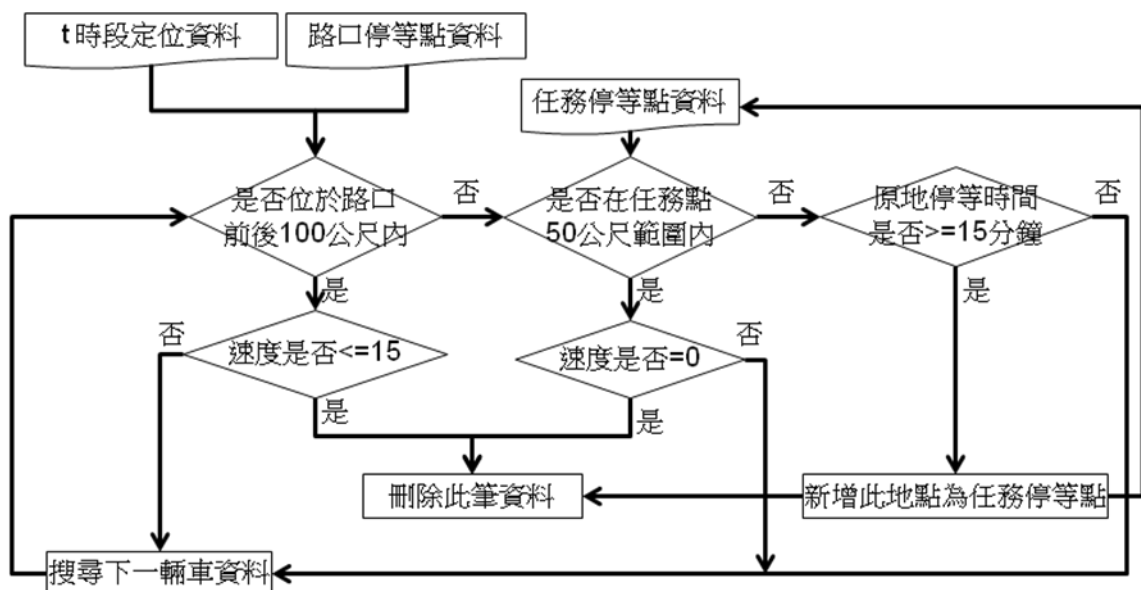 t時段定位資料
路口停等點資料
任務停等點資料
是否位於路口
前後100公尺內
否
是否在任務點
50公尺範圍內
否
原地停等時間
是否>=15分鐘
否
是
是
是
否
速度是否<=15
速度是否=0
否
是
是
刪除此筆資料
新增此地點為任務停等點
搜尋下一輛車資料